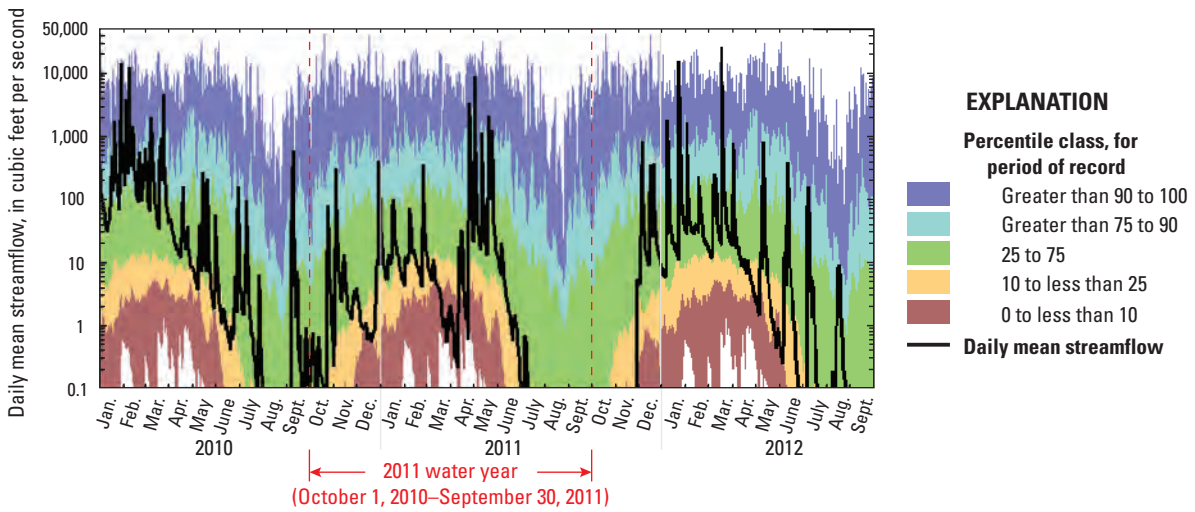 Daily mean streamflow, in cubic feet per second
50,000
10,000
1,000
100
10
1
0.1
Jan. Feb. Mar. Apr. May June July Aug. Sept. Oct. Nov. Dec. Jan. Feb. Mar. Apr. May June July Aug. Sept. Oct. Nov. Dec. Jan. Feb. Mar. Apr. May June July Aug. Sept.
2010 2011 2012
2011 water year
(October 1, 2010–September 30, 2011)
EXPLANATION
Percentile class, for
period of record
Greater than 90 to 100
Greater than 75 to 90
25 to 75
10 to less than 25
0 to less than 10
Daily mean streamflow